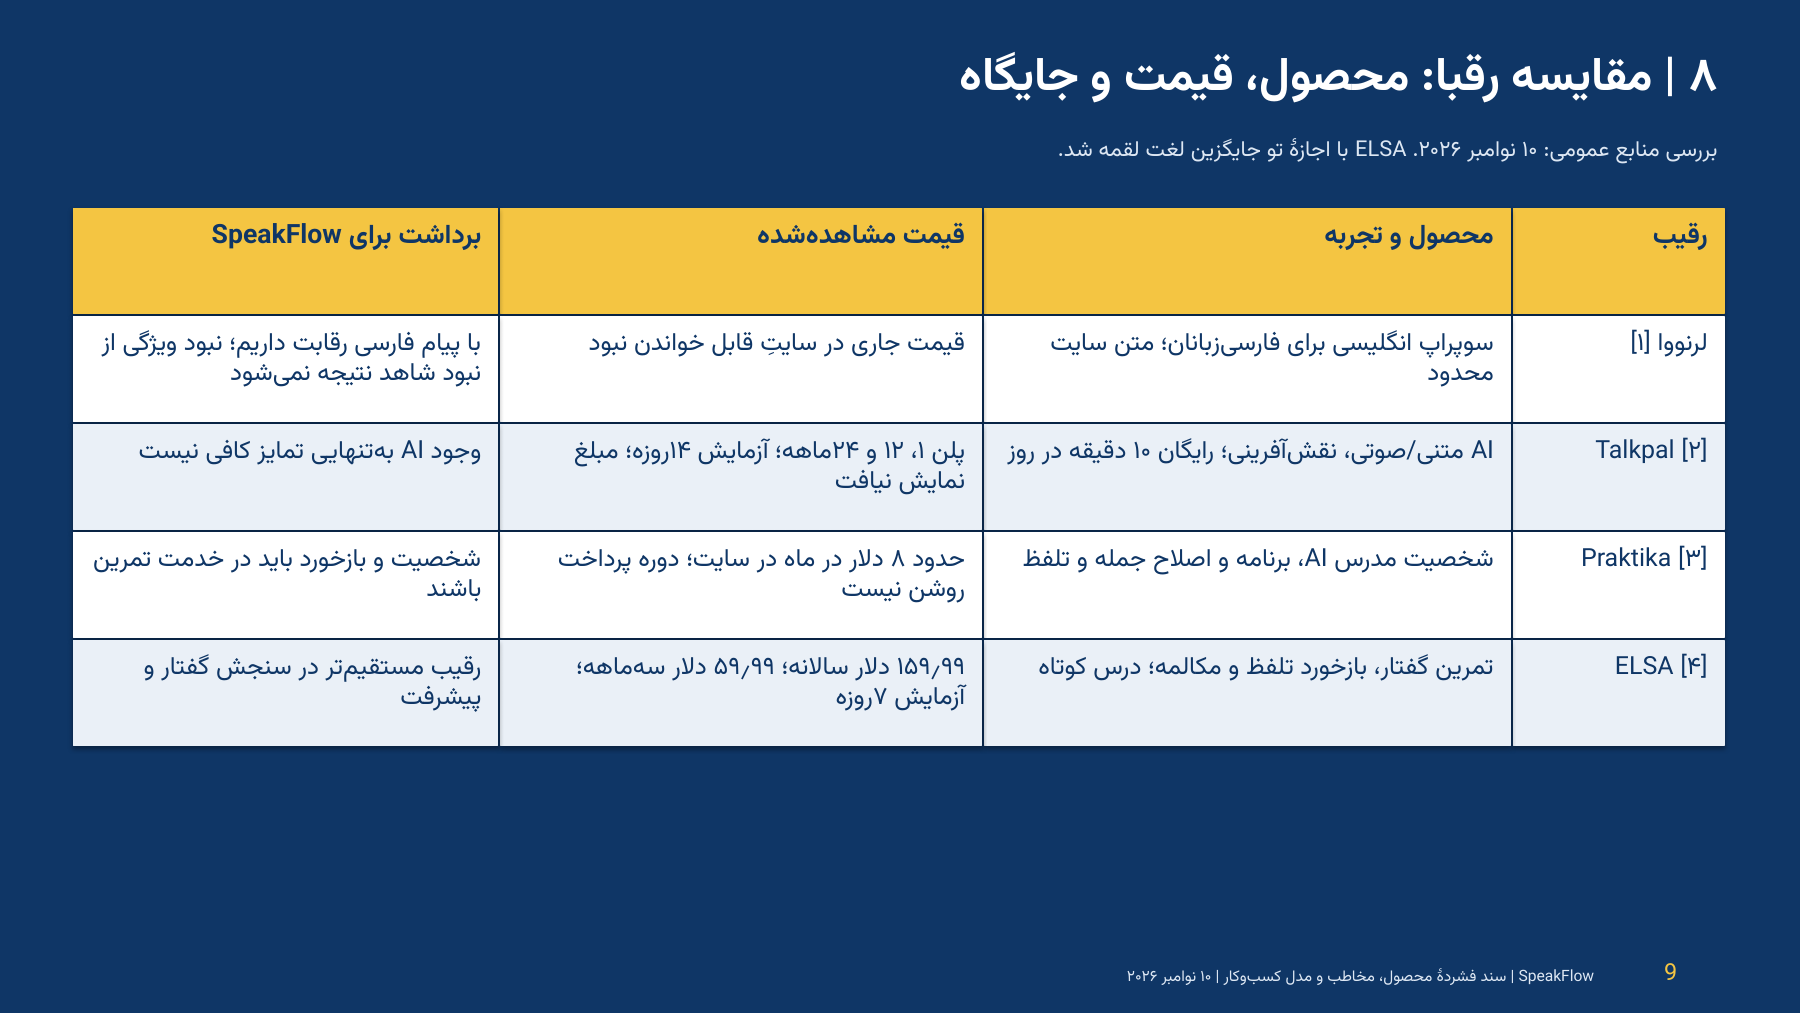 ۸ | مقایسه رقبا: محصول، قیمت و جایگاه
بررسی منابع عمومی: ۱۰ نوامبر ۲۰۲۶. ELSA با اجازهٔ تو جایگزین لغت لقمه شد.
رقیب
محصول و تجربه
قیمت مشاهده‌شده
برداشت برای SpeakFlow
لرنووا [۱]
سوپراپ انگلیسی برای فارسی‌زبانان؛ متن سایت
محدود
قیمت جاری در سایتِ قابل خواندن نبود
با پیام فارسی رقابت داریم؛ نبود ویژگی از
نبود شاهد نتیجه نمی‌شود
Talkpal [۲]
AI متنی/صوتی، نقش‌آفرینی؛ رایگان ۱۰ دقیقه در روز
پلن ۱، ۱۲ و ۲۴ماهه؛ آزمایش ۱۴روزه؛ مبلغ
نمایش نیافت
وجود AI به‌تنهایی تمایز کافی نیست
Praktika [۳]
شخصیت مدرس AI، برنامه و اصلاح جمله و تلفظ
حدود ۸ دلار در ماه در سایت؛ دوره پرداخت
روشن نیست
شخصیت و بازخورد باید در خدمت تمرین
باشند
ELSA [۴]
تمرین گفتار، بازخورد تلفظ و مکالمه؛ درس کوتاه
۱۵۹٫۹۹ دلار سالانه؛ ۵۹٫۹۹ دلار سه‌ماهه؛
آزمایش ۷روزه
رقیب مستقیم‌تر در سنجش گفتار و
پیشرفت
SpeakFlow | سند فشردهٔ محصول، مخاطب و مدل کسب‌وکار | ۱۰ نوامبر ۲۰۲۶
9